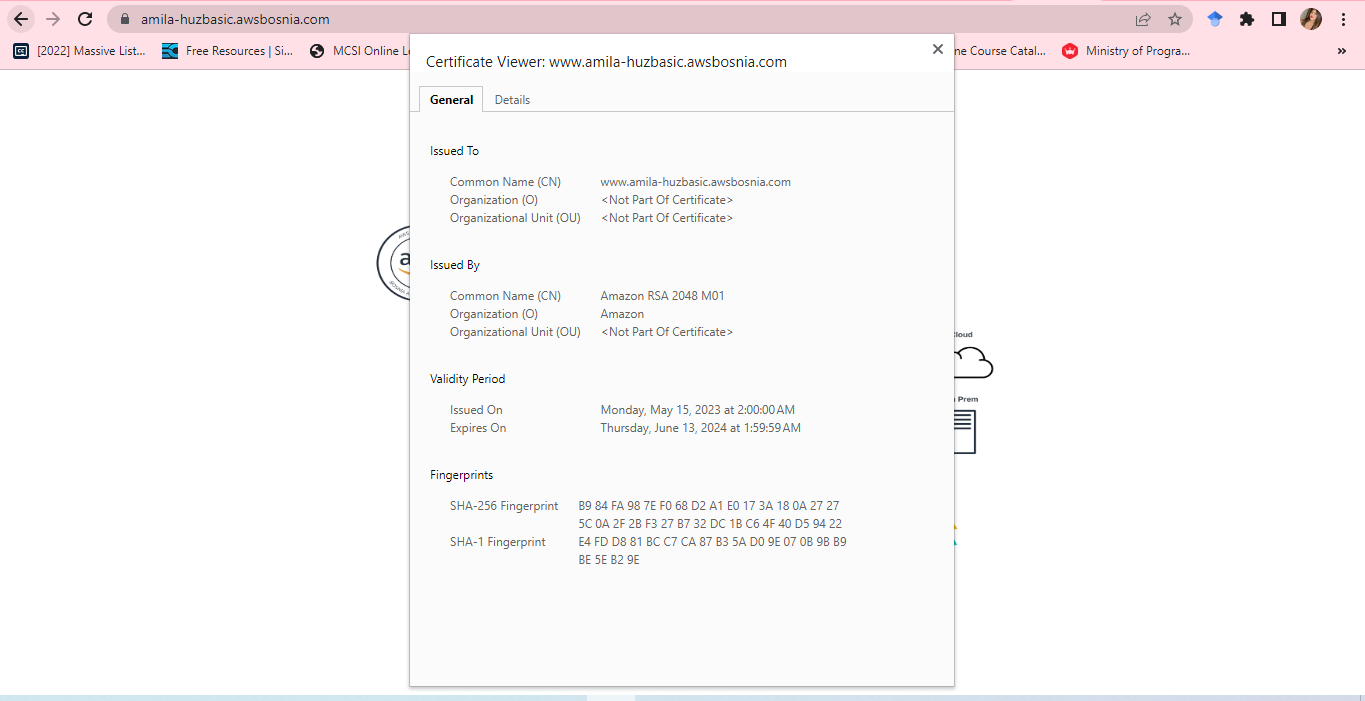 amila-huzbasic.awsbosnia.com
[2022] Massive List...
Free Resources | Si...
MCSI Online Le
ne Course Catal...
Ministry of Progra...
»
Certificate Viewer: www.amila-huzbasic.awsbosnia.com
General Details
Issued To
Common Name (CN) www.amila-huzbasic.awsbosnia.com
Organization (O) <Not Part Of Certificate>
Organizational Unit (OU) <Not Part Of Certificate>
Issued By
Common Name (CN) Amazon RSA 2048 M01
Organization (O) Amazon
Organizational Unit (OU) <Not Part Of Certificate>
Validity Period
Issued On Monday, May 15, 2023 at 2:00:00 AM
Expires On Thursday, June 13, 2024 at 1:59:59 AM
Fingerprints
SHA-256 Fingerprint B9 84 FA 98 7E F0 68 D2 A1 E0 17 3A 18 0A 27 27
5C 0A 2F 2B F3 27 B7 32 DC 1B C6 4F 40 D5 94 22
SHA-1 Fingerprint E4 FD D8 81 BC C7 CA 87 B3 5A D0 9E 07 0B 9B B9
BE 5E B2 9E
loud
Prem